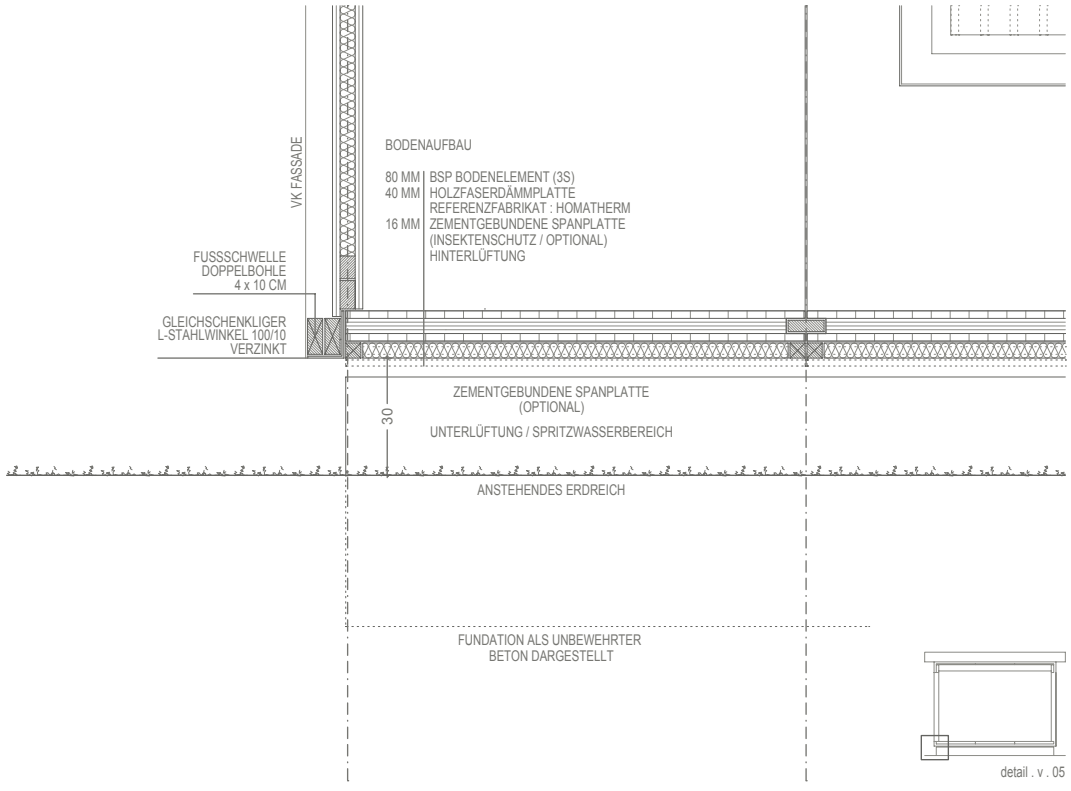 VK FASSADE
BODENAUFBAU
80 MM BSP BODENELEMENT (3S)
40 MM HOLZFASERDÄMMPLATTE
REFERENZFABRIKAT : HOMATHERM
16 MM ZEMENTGEBUNDENE SPANPLATTE
(INSEKTENSCHUTZ / OPTIONAL)
HINTERLÜFTUNG
FUSSSCHWELLE
DOPPELBOHLE
4 x 10 CM
GLEICHSCHENKLIGER
L-STAHLWINKEL 100/10
VERZINKT
ZEMENTGEBUNDENE SPANPLATTE
(OPTIONAL)
30
UNTERLÜFTUNG / SPRITZWASSERBEREICH
ANSTEHENDES ERDREICH
FUNDATION ALS UNBEWEHRTER
BETON DARGESTELLT
detail . v . 05